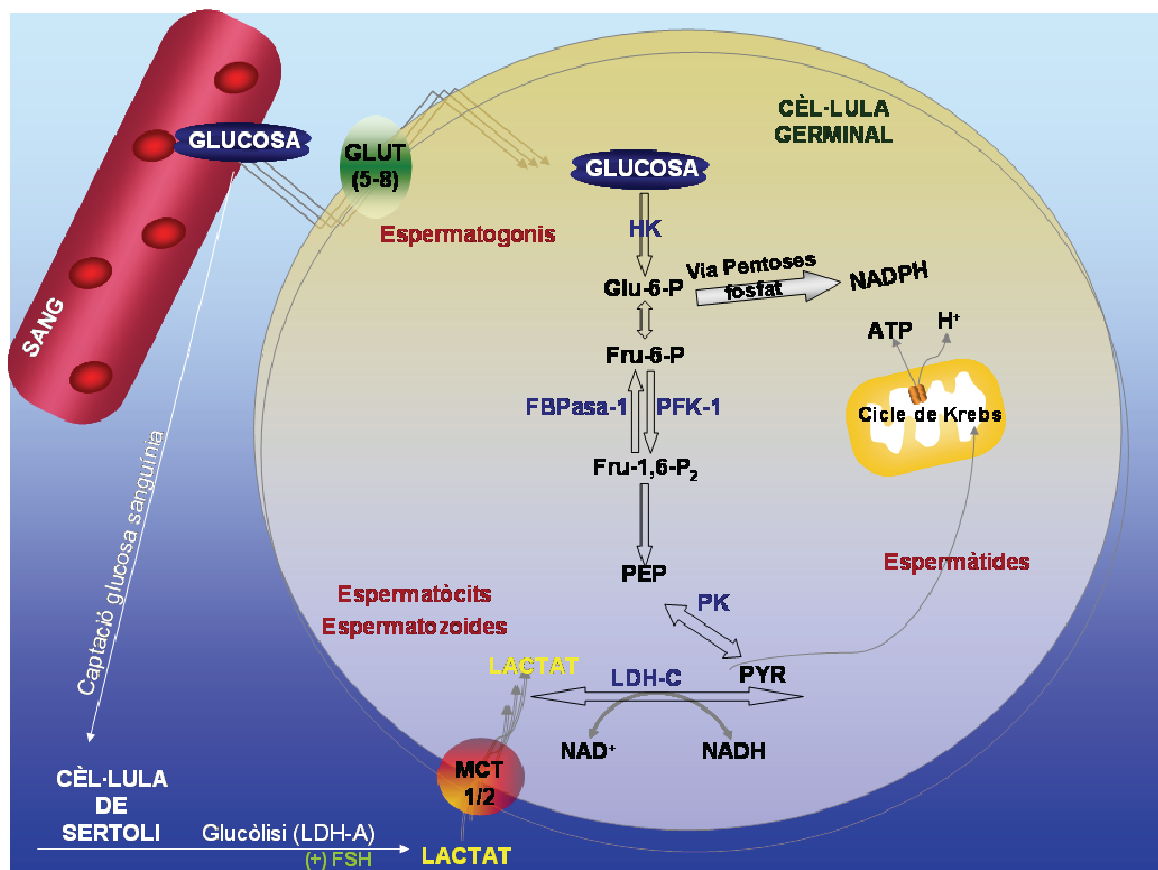 CÈL·LULA
GERMINAL
GLUCOSA
GLUT
(5-8)
GLUCOSA
Espermatogonis
HK
Via Pentoses
fosfat
NADPH
Glu-6-P
SANG
ATP
H⁺
Fru-6-P
FBPasa-1
PFK-1
Cicle de Krebs
Fru-1,6-P₂
Captació glucosa sanguínia
PEP
Espermàtides
Espermatòcits
Espermatozoides
PK
LACTAT
LDH-C
PYR
NAD⁺
NADH
MCT
1/2
CÈL·LULA
DE
SERTOLI
Glucòlisi (LDH-A)
(+) FSH
LACTAT